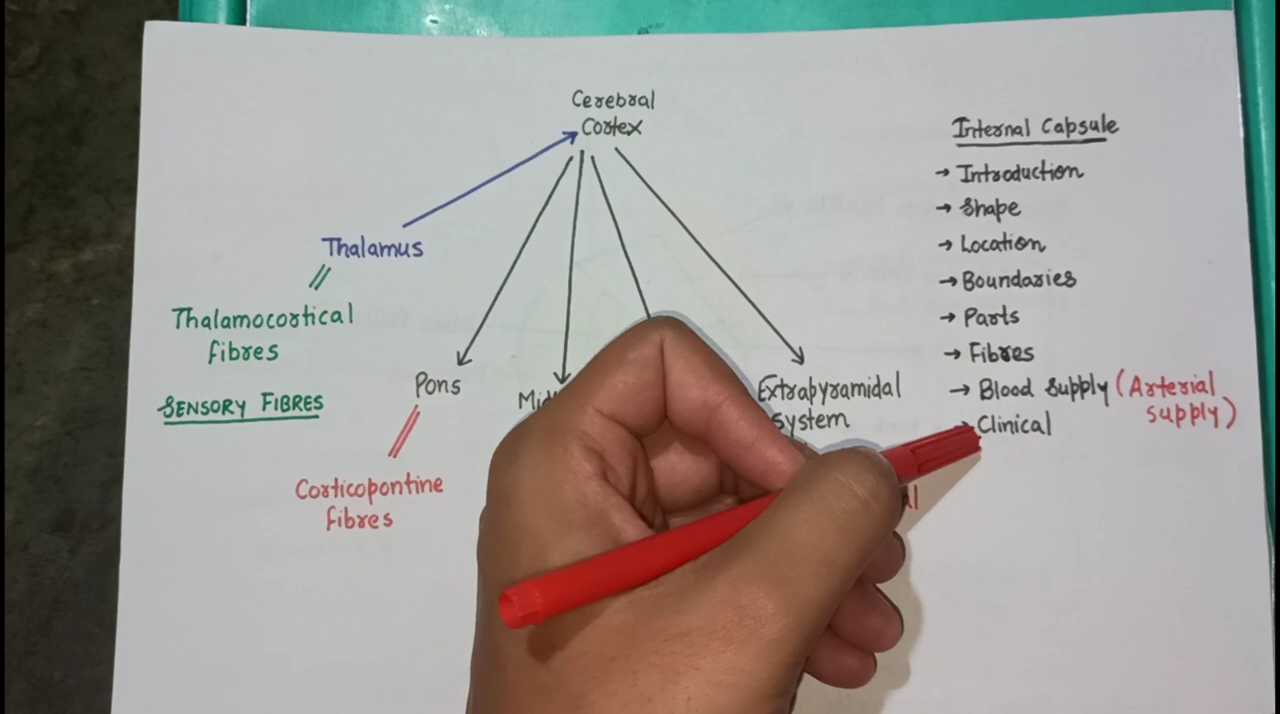 Cerebral
Cortex
Thalamus
Thalamocortical
fibres
SENSORY FIBRES
Pons
Corticopontine
fibres
Extrapyramidal
system
Internal Capsule
→ Introduction
→ Shape
→ Location
→ Boundaries
→ Parts
→ Fibres
→ Blood Supply (Arterial
supply)
→ Clinical